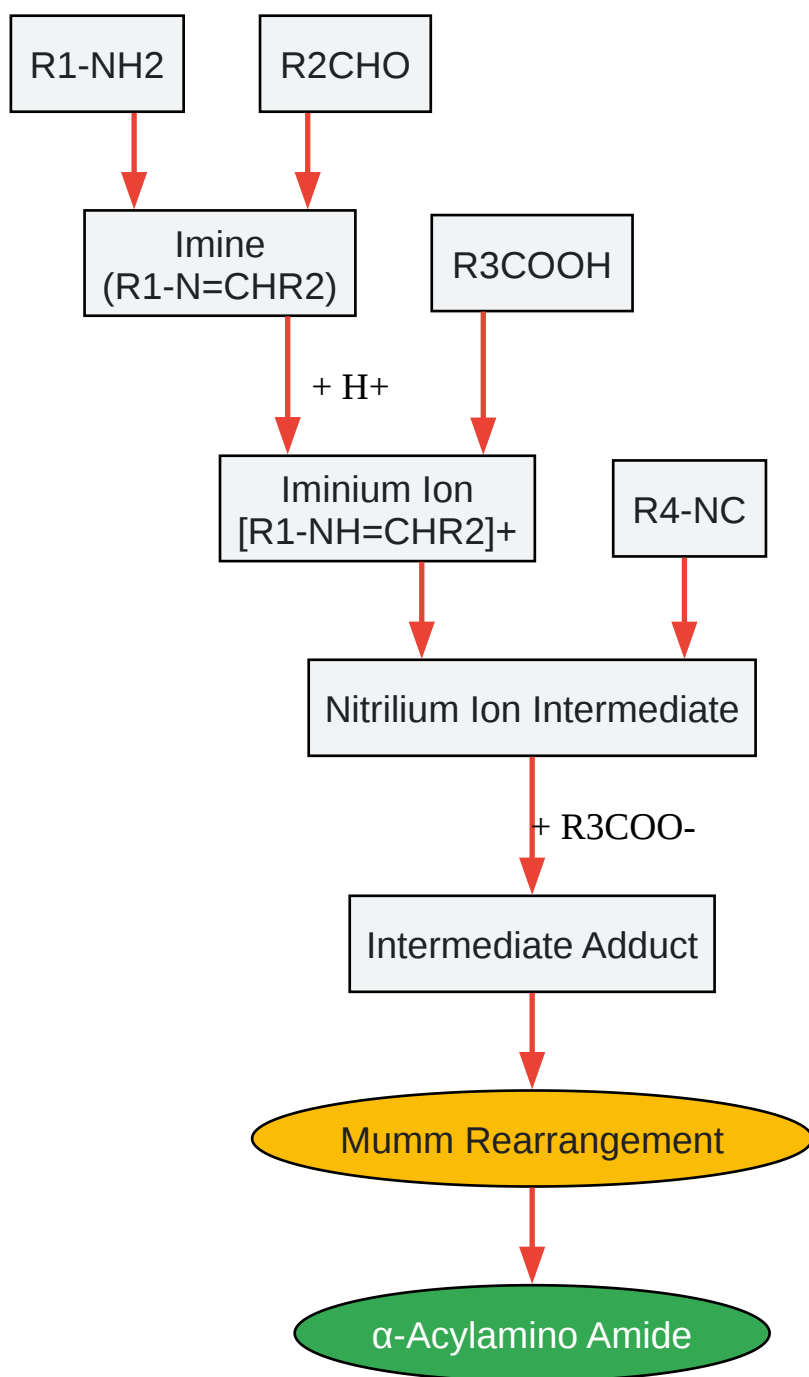 R1-NH2
R2CHO
Imine
(R1-N=CHR2)
R3COOH
+ H+
Iminium Ion
[R1-NH=CHR2]+
R4-NC
Nitrilium Ion Intermediate
+ R3COO-
Intermediate Adduct
Mumm Rearrangement
α-Acylamino Amide